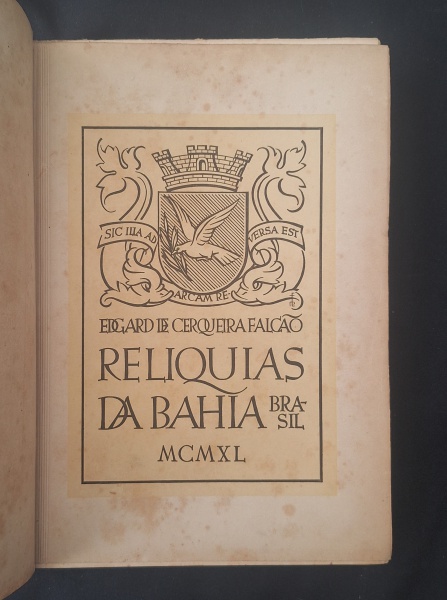 SIC ILLA AD
ARCAM RE-
VERSA EST
EDGARD DE CERQUEIRA FALCÃO
RELIQUIAS
DA BAHIA BRA-
SIL
MCMXL